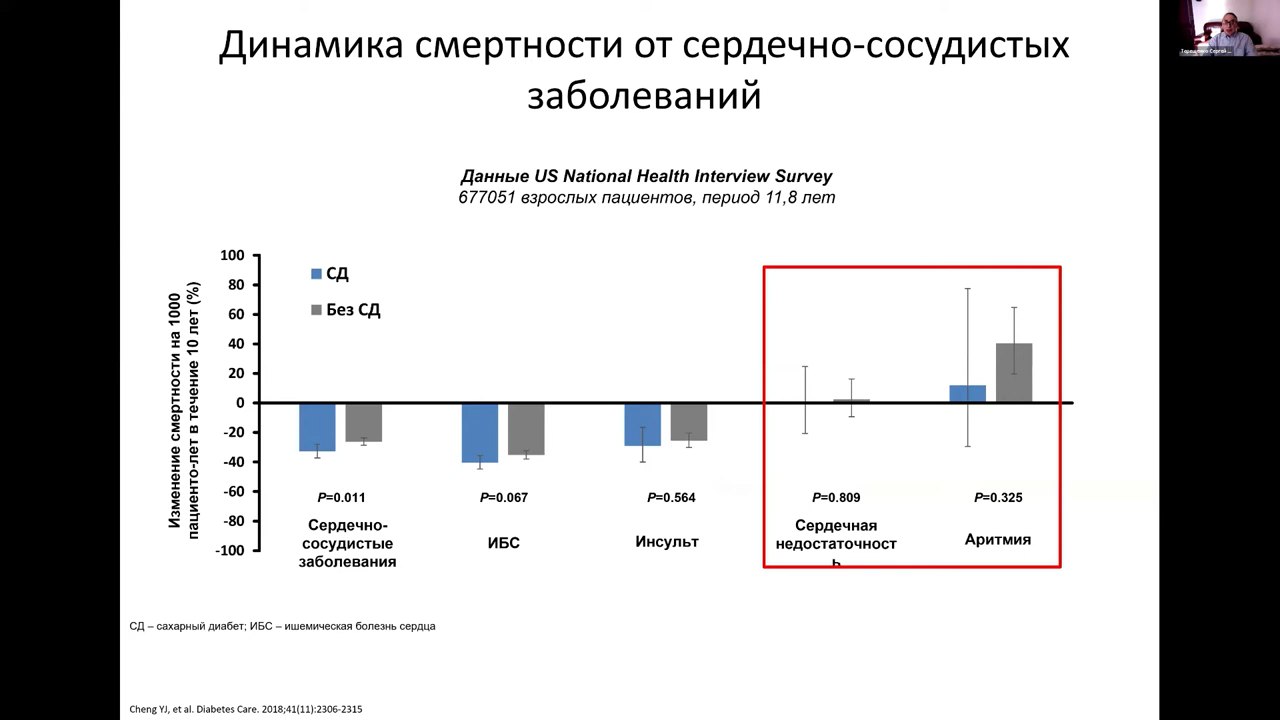 Динамика смертности от сердечно-сосудистых
заболеваний
Терещенко Сергей ...
Данные US National Health Interview Survey
677051 взрослых пациентов, период 11,8 лет
Изменение смертности на 1000
пациенто-лет в течение 10 лет (%)
100
80
60
40
20
0
-20
-40
-60
-80
-100
СД
Без СД
P=0.011
P=0.067
P=0.564
P=0.809
P=0.325
Сердечно-
сосудистые
заболевания
ИБС
Инсульт
Сердечная
недостаточност
ь
Аритмия
СД – сахарный диабет; ИБС – ишемическая болезнь сердца
Cheng YJ, et al. Diabetes Care. 2018;41(11):2306-2315